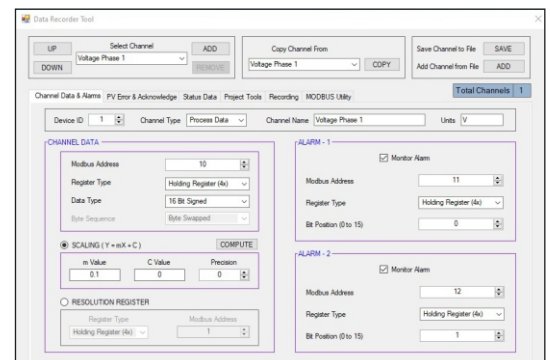 Data Recorder Tool
UP
DOWN
Select Channel
Voltage Phase 1
ADD
REMOVE
Copy Channel From
Voltage Phase 1
COPY
Save Channel to File SAVE
Add Channel from File ADD
Total Channels 1
Channel Data & Alarms PV Error & Acknowledge Status Data Project Tools Recording MODBUS Utility
Device ID 1 Channel Type Process Data Channel Name Voltage Phase 1 Units V
CHANNEL DATA
Modbus Address 10
Register Type Holding Register (4x)
Data Type 16 Bit Signed
Byte Sequence Byte Swapped
SCALING ( Y = mX + C ) COMPUTE
m Value C Value Precision
0.1 0 0
RESOLUTION REGISTER
Register Type Modbus Address
Holding Register (4x) 1
ALARM - 1
Monitor Alarm
Modbus Address 11
Register Type Holding Register (4x)
Bit Position (0 to 15) 0
ALARM - 2
Monitor Alarm
Modbus Address 12
Register Type Holding Register (4x)
Bit Position (0 to 15) 1